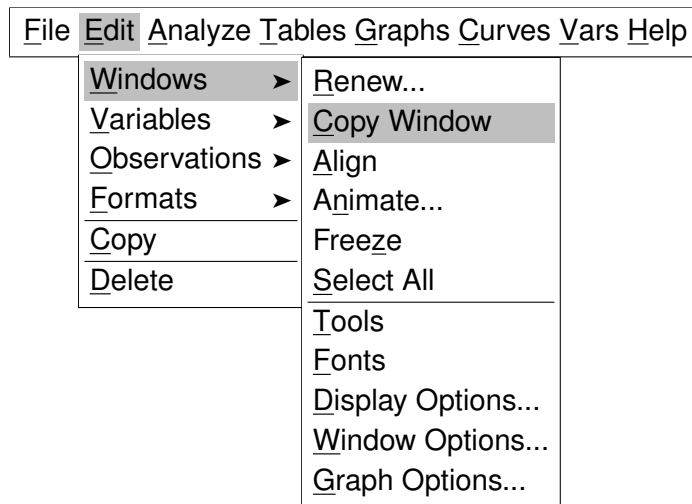 File Edit Analyze Tables Graphs Curves Vars Help
Windows ➤
Variables ➤
Observations ➤
Formats ➤
Copy
Delete
Renew...
Copy Window
Align
Animate...
Freeze
Select All
Tools
Fonts
Display Options...
Window Options...
Graph Options...